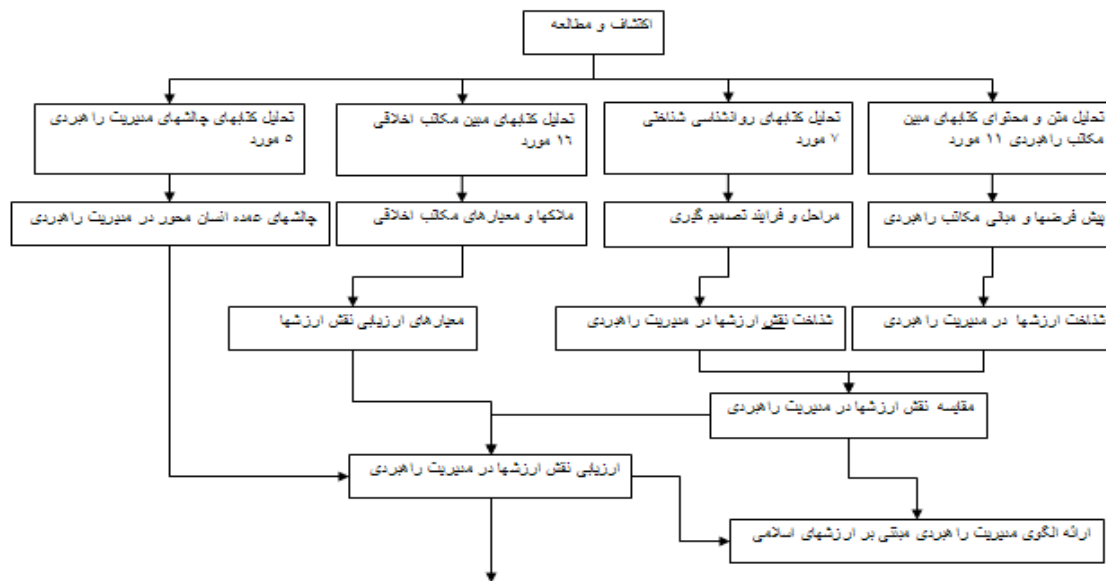 اکتشاف و مطالعه
تحلیل متن و محتوای کتابهای مبین
مکاتب راهبردی ۱۱ مورد
تحلیل کتابهای روانشناسی شناختی
۷ مورد
تحلیل کتابهای مبین مکاتب اخلاقی
۱٦ مورد
تحلیل کتابهای چالشهای مدیریت راهبردی
۵ مورد
پیش فرضها و مبانی مکاتب راهبردی
مراحل و فرایند تصمیم گیری
ملاکها و معیارهای مکاتب اخلاقی
چالشهای عمده انسان محور در مدیریت راهبردی
شناخت ارزشها در مدیریت راهبردی
شناخت نقش ارزشها در مدیریت راهبردی
معیارهای ارزیابی نقش ارزشها
مقایسه نقش ارزشها در مدیریت راهبردی
ارزیابی نقش ارزشها در مدیریت راهبردی
ارائه الگوی مدیریت راهبردی مبتنی بر ارزشهای اسلامی